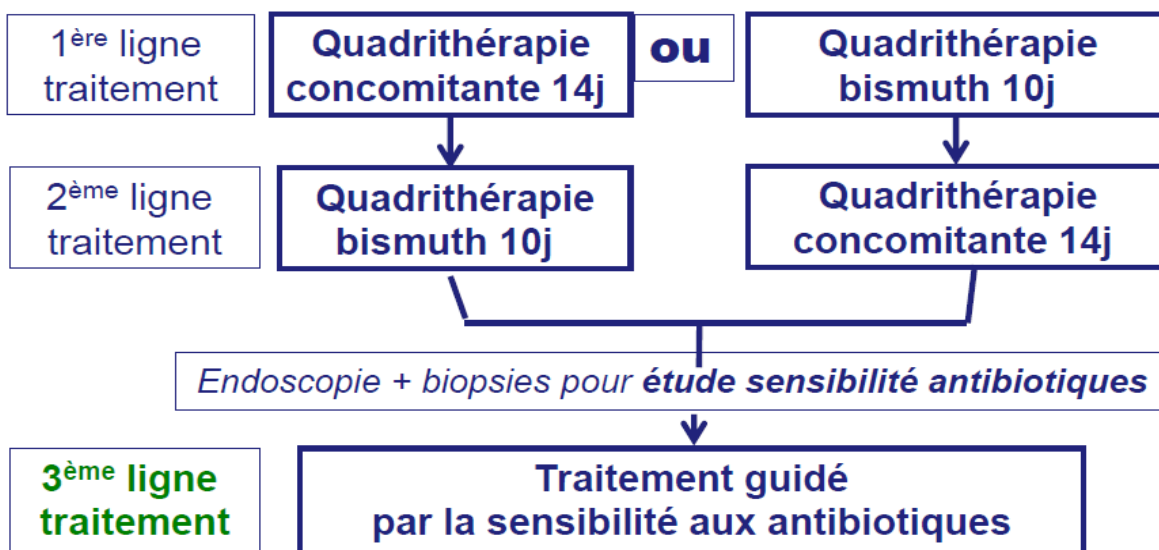 1ère ligne
traitement
Quadrithérapie
concomitante 14j
ou
Quadrithérapie
bismuth 10j
2ème ligne
traitement
Quadrithérapie
bismuth 10j
Quadrithérapie
concomitante 14j
Endoscopie + biopsies pour étude sensibilité antibiotiques
3ème ligne
traitement
Traitement guidé
par la sensibilité aux antibiotiques